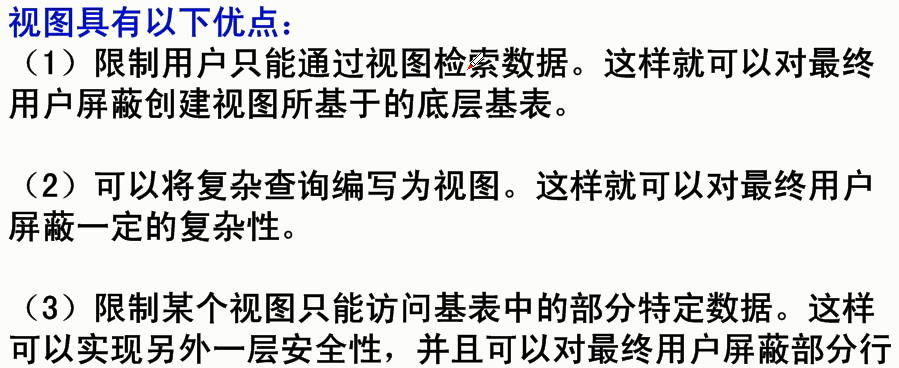 视图具有以下优点：
（1）限制用户只能通过视图检索数据。这样就可以对最终
用户屏蔽创建视图所基于的底层基表。
（2）可以将复杂查询编写为视图。这样就可以对最终用户
屏蔽一定的复杂性。
（3）限制某个视图只能访问基表中的部分特定数据。这样
可以实现另外一层安全性，并且可以对最终用户屏蔽部分行